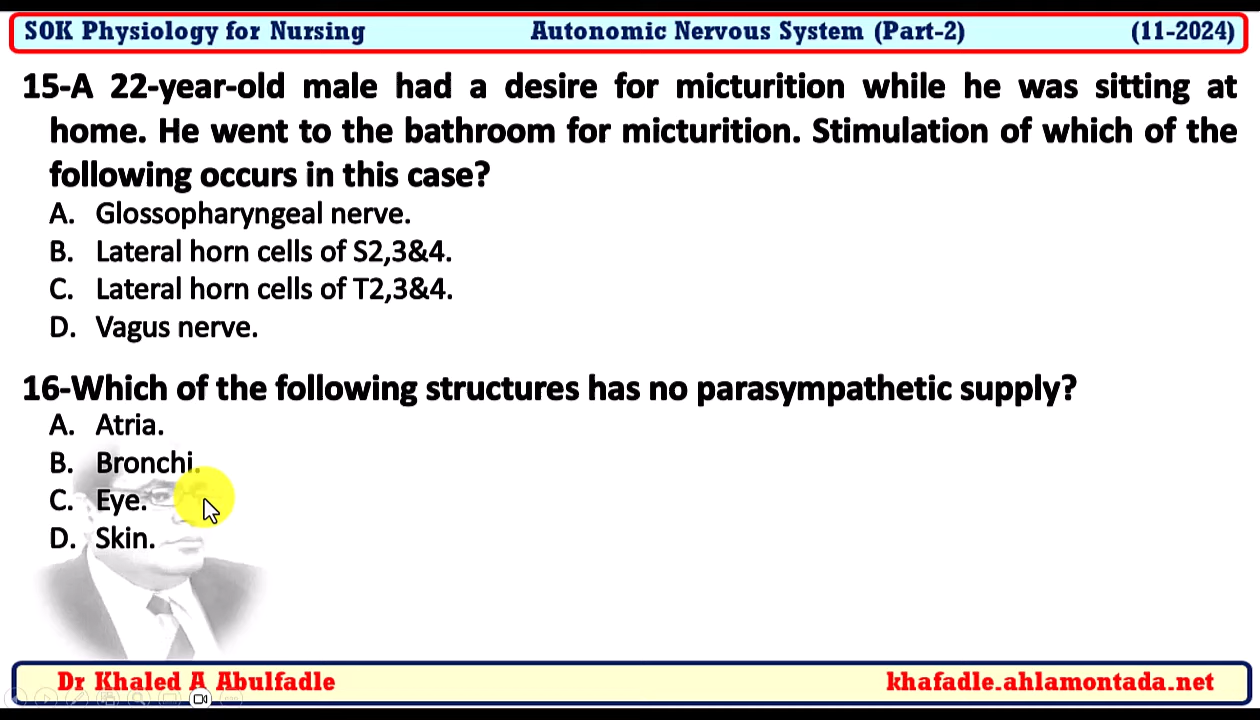 SOK Physiology for Nursing Autonomic Nervous System (Part-2) (11-2024)
15-A 22-year-old male had a desire for micturition while he was sitting at
home. He went to the bathroom for micturition. Stimulation of which of the
following occurs in this case?
A. Glossopharyngeal nerve.
B. Lateral horn cells of S2,3&4.
C. Lateral horn cells of T2,3&4.
D. Vagus nerve.
16-Which of the following structures has no parasympathetic supply?
A. Atria.
B. Bronchi.
C. Eye.
D. Skin.
Dr Khaled A Abulfadle khafadle.ahlamontada.net